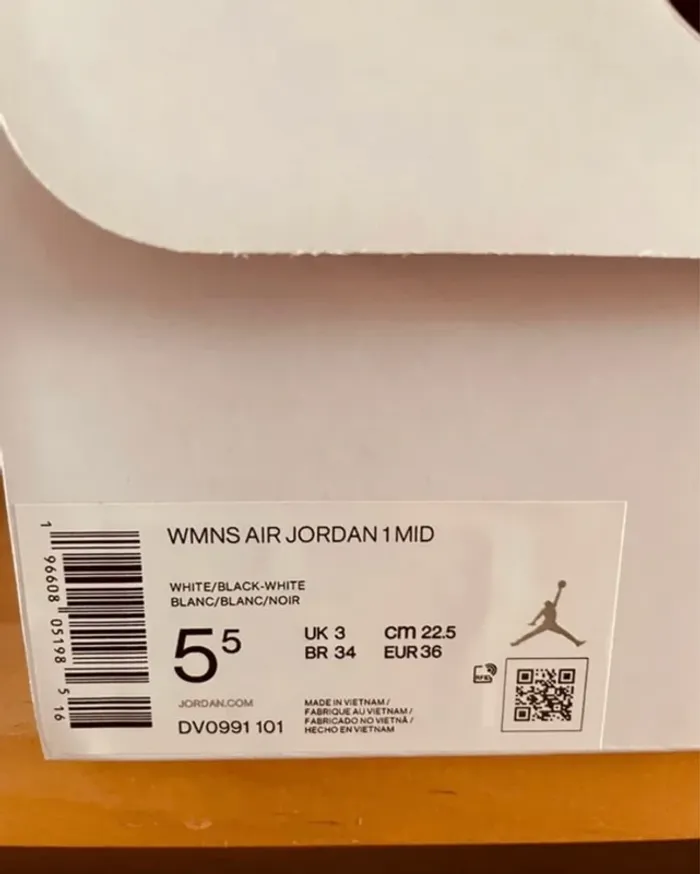 WMNS AIR JORDAN 1 MID
WHITE/BLACK-WHITE
BLANC/BLANC/NOIR
5 5
UK 3
BR 34
cm 22.5
EUR 36
RFID
JORDAN.COM
DV0991 101
MADE IN VIETNAM /
FABRIQUE AU VIETNAM /
FABRICADO NO VIETNÃ /
HECHO EN VIETNAM
1 96608 05198 5 16